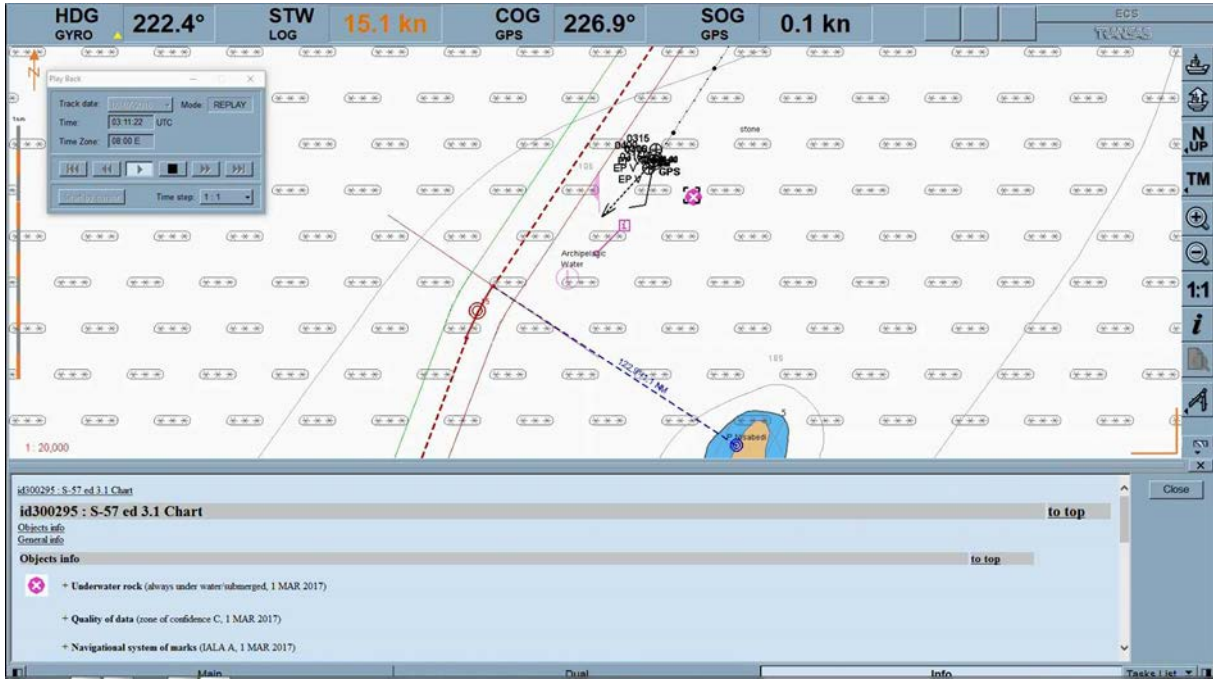 HDG
GYRO
222.4°
STW
LOG
15.1 kn
COG
GPS
226.9°
SOG
GPS
0.1 kn
ECS
TRANSAS
N
Play Back
Track date:
Mode:
REPLAY
Time:
03:11:22
UTC
Time Zone:
08:00 E
Time step:
1 : 1
N
UP
TM
1:1
i
0315
EP V
GPS
EP V
stone
Archipelagic
Water
185
5
1 : 20,000
id300295 : S-57 ed 3.1 Chart
id300295 : S-57 ed 3.1 Chart
to top
Objects info
General info
Objects info
to top
+ Underwater rock (always under water/submerged, 1 MAR 2017)
+ Quality of data (zone of confidence C, 1 MAR 2017)
+ Navigational system of marks (IALA A, 1 MAR 2017)
Close
Main
Dual
Info
Tasks List